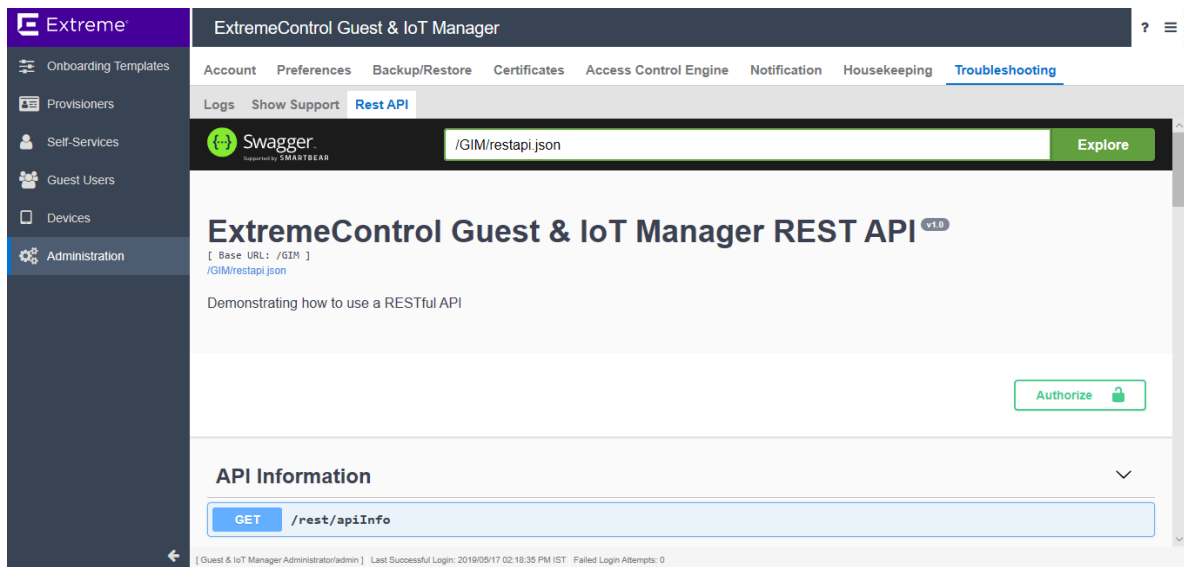 Extreme
ExtremeControl Guest & IoT Manager
?
Onboarding Templates
Provisioners
Self-Services
Guest Users
Devices
Administration
Account Preferences Backup/Restore Certificates Access Control Engine Notification Housekeeping Troubleshooting
Logs Show Support Rest API
{··} Swagger.
Supported by SMARTBEAR
/GIM/restapi.json
Explore
ExtremeControl Guest & IoT Manager REST API v1.0
[ Base URL: /GIM ]
/GIM/restapi.json
Demonstrating how to use a RESTful API
Authorize
API Information
GET /rest/apiInfo
[ Guest & IoT Manager Administrator/admin ] Last Successful Login: 2019/05/17 02:18:35 PM IST Failed Login Attempts: 0